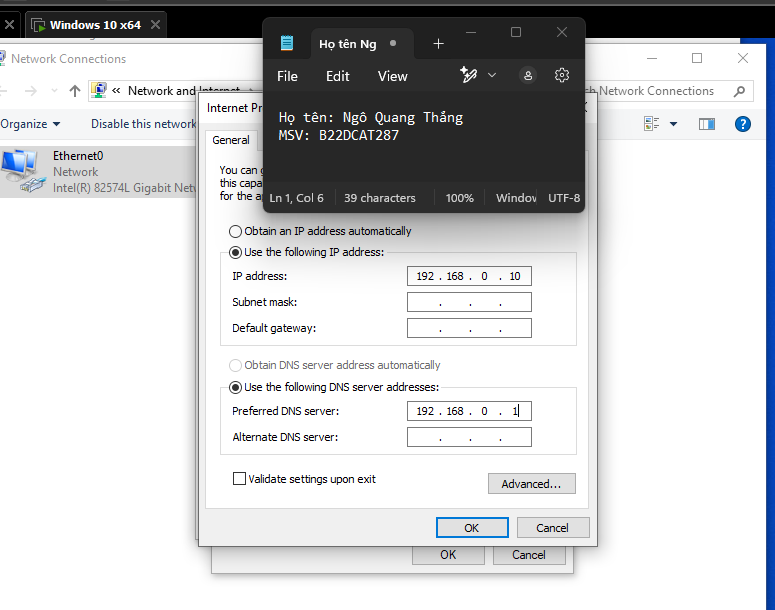 Windows 10 x64
Network Connections
Network and Internet
ch Network Connections
Organize
Disable this network
Ethernet0
Network
Intel(R) 82574L Gigabit Net
Họ tên Ng
File Edit View
Họ tên: Ngô Quang Thắng
MSV: B22DCAT287
Ln 1, Col 6 39 characters 100% Window UTF-8
Internet Pr
General
You can g
this capa
for the ap
Obtain an IP address automatically
Use the following IP address:
IP address: 192 . 168 . 0 . 10
Subnet mask: . . .
Default gateway: . . .
Obtain DNS server address automatically
Use the following DNS server addresses:
Preferred DNS server: 192 . 168 . 0 . 1
Alternate DNS server: . . .
Validate settings upon exit
Advanced...
OK Cancel
OK Cancel